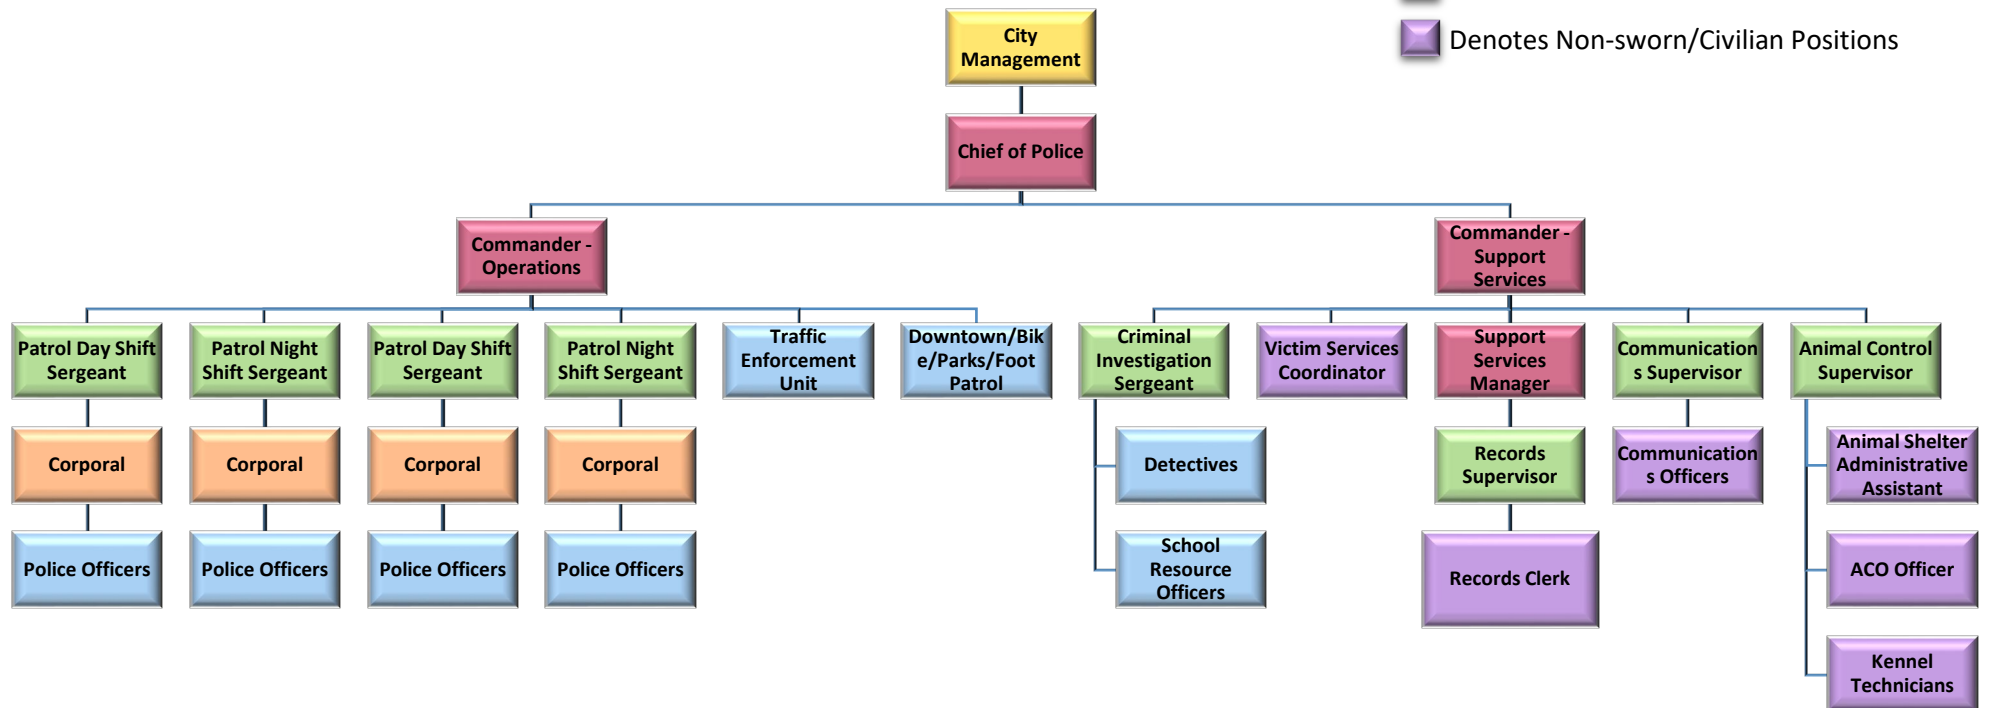 City
Management
Denotes Non-sworn/Civilian Positions
Chief of Police
Commander -
Operations
Commander -
Support
Services
Patrol Day Shift
Sergeant
Patrol Night
Shift Sergeant
Patrol Day Shift
Sergeant
Patrol Night
Shift Sergeant
Traffic
Enforcement
Unit
Downtown/Bik
e/Parks/Foot
Patrol
Criminal
Investigation
Sergeant
Victim Services
Coordinator
Support
Services
Manager
Communication
s Supervisor
Animal Control
Supervisor
Corporal
Corporal
Corporal
Corporal
Detectives
Records
Supervisor
Communication
s Officers
Animal Shelter
Administrative
Assistant
Police Officers
Police Officers
Police Officers
Police Officers
School
Resource
Officers
Records Clerk
ACO Officer
Kennel
Technicians